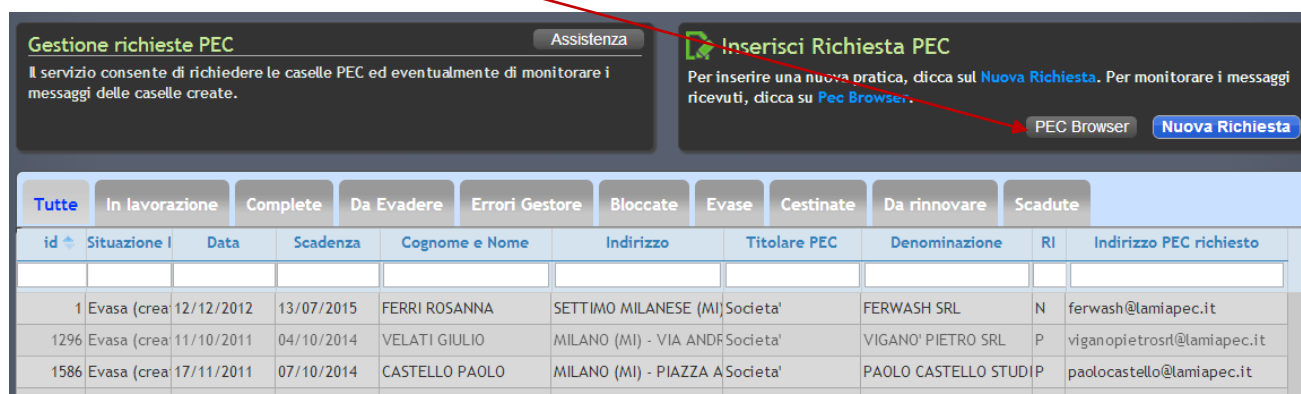 Gestione richieste PEC
Assistenza
Il servizio consente di richiedere le caselle PEC ed eventualmente di monitorare i
messaggi delle caselle create.
Inserisci Richiesta PEC
Per inserire una nuova pratica, clicca sul Nuova Richiesta. Per monitorare i messaggi
ricevuti, clicca su Pec Browser.
PEC Browser Nuova Richiesta
Tutte In lavorazione Complete Da Evadere Errori Gestore Bloccate Evase Cestinate Da rinnovare Scadute
id Situazione I Data Scadenza Cognome e Nome Indirizzo Titolare PEC Denominazione RI Indirizzo PEC richiesto
1 Evasa (crea 12/12/2012 13/07/2015 FERRI ROSANNA SETTIMO MILANESE (MI) Societa' FERWASH SRL N ferwash@lamiapec.it
1296 Evasa (crea 11/10/2011 04/10/2014 VELATI GIULIO MILANO (MI) - VIA ANDR Societa' VIGANO' PIETRO SRL P viganopietrosrl@lamiapec.it
1586 Evasa (crea 17/11/2011 07/10/2014 CASTELLO PAOLO MILANO (MI) - PIAZZA A Societa' PAOLO CASTELLO STUDI P paolocastello@lamiapec.it